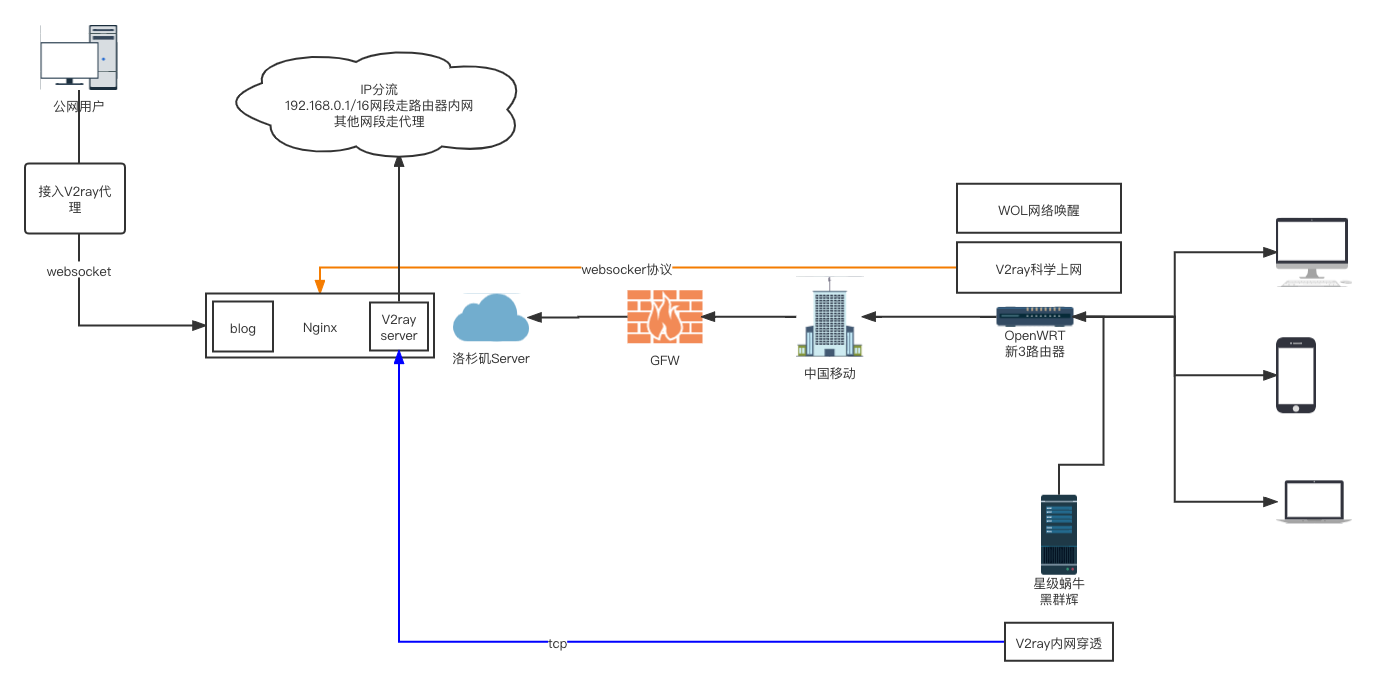 公网用户
接入V2ray代
理
websocket
IP分流
192.168.0.1/16网段走路由器内网
其他网段走代理
blog
Nginx
V2ray
server
洛杉矶Server
websocker协议
GFW
中国移动
WOL网络唤醒
V2ray科学上网
OpenWRT
新3路由器
星级蜗牛
黑群辉
V2ray内网穿透
tcp